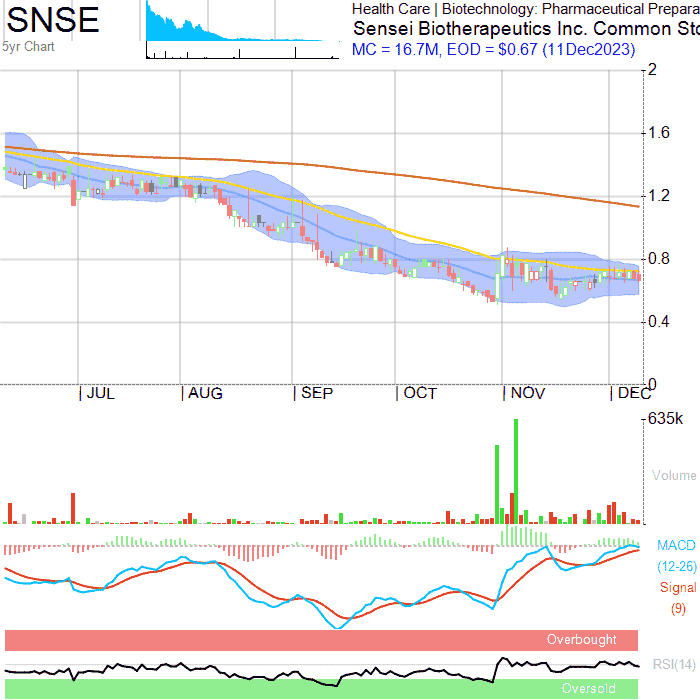 SNSE
5yr Chart
Health Care | Biotechnology: Pharmaceutical Prepara
Sensei Biotherapeutics Inc. Common Sto
MC = 16.7M, EOD = $0.67 (11Dec2023)
2
1.6
1.2
0.8
0.4
0
JUL
AUG
SEP
OCT
NOV
DEC
635k
Volume
MACD
(12-26)
Signal
(9)
Overbought
RSI(14)
Oversold